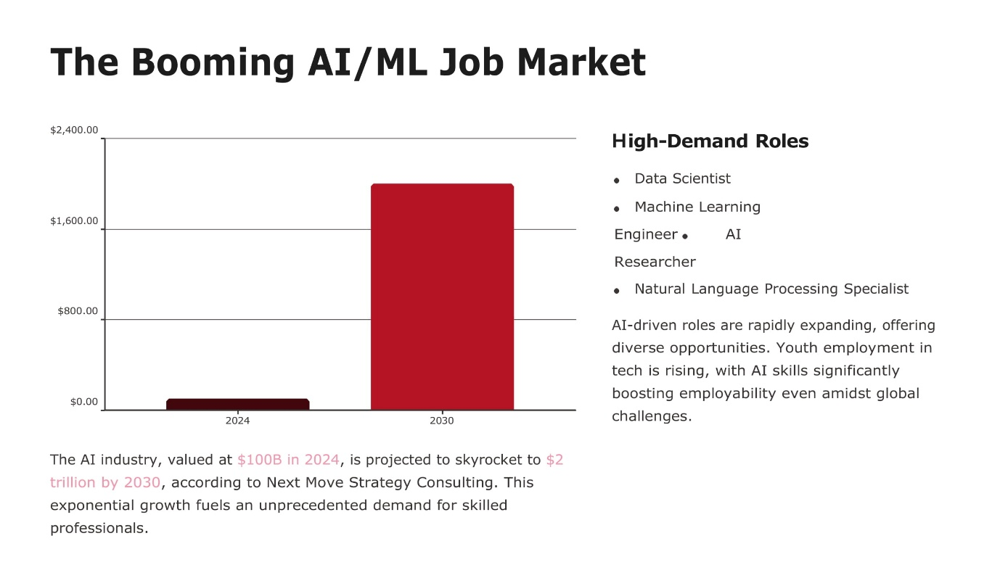 The Booming AI/ML Job Market
$2,400.00
$1,600.00
$800.00
$0.00
2024
2030
The AI industry, valued at $100B in 2024, is projected to skyrocket to $2
trillion by 2030, according to Next Move Strategy Consulting. This
exponential growth fuels an unprecedented demand for skilled
professionals.
High-Demand Roles
• Data Scientist
• Machine Learning
Engineer • AI
Researcher
• Natural Language Processing Specialist
AI-driven roles are rapidly expanding, offering
diverse opportunities. Youth employment in
tech is rising, with AI skills significantly
boosting employability even amidst global
challenges.